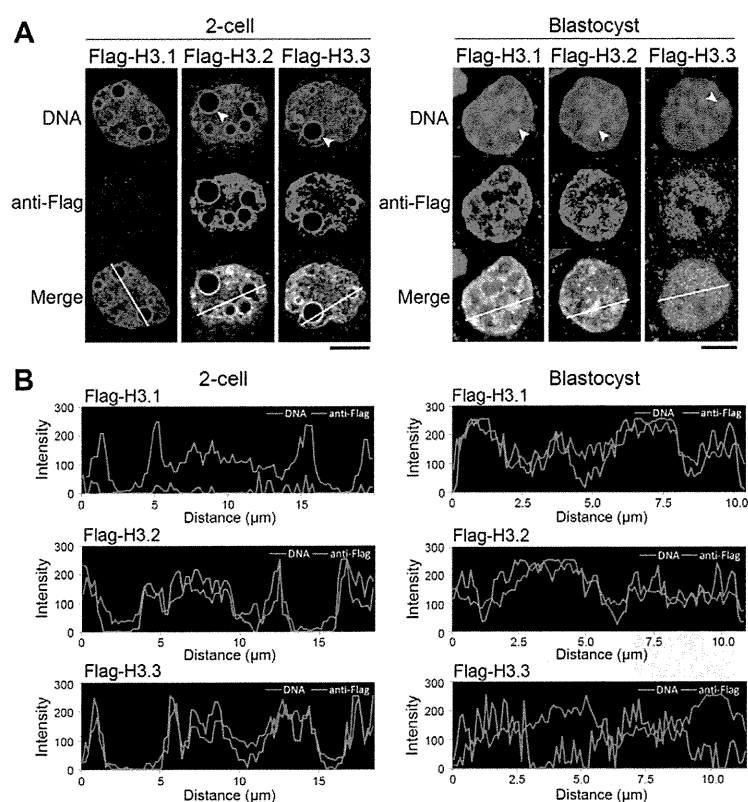 A
2-cell
Blastocyst
Flag-H3.1 Flag-H3.2 Flag-H3.3
Flag-H3.1 Flag-H3.2 Flag-H3.3
DNA
DNA
anti-Flag
anti-Flag
Merge
Merge
B
2-cell
Blastocyst
Flag-H3.1
DNA anti-Flag
Intensity
300
200
100
0
0 5 10 15
Distance (µm)
Flag-H3.1
DNA anti-Flag
Intensity
300
200
100
0
0 2.5 5.0 7.5 10.0
Distance (µm)
Flag-H3.2
DNA anti-Flag
Intensity
300
200
100
0
0 5 10 15
Distance (µm)
Flag-H3.2
DNA anti-Flag
Intensity
300
200
100
0
0 2.5 5.0 7.5 10.0
Distance (µm)
Flag-H3.3
DNA anti-Flag
Intensity
300
200
100
0
0 5 10 15
Distance (µm)
Flag-H3.3
DNA anti-Flag
Intensity
300
200
100
0
0 2.5 5.0 7.5 10.0
Distance (µm)